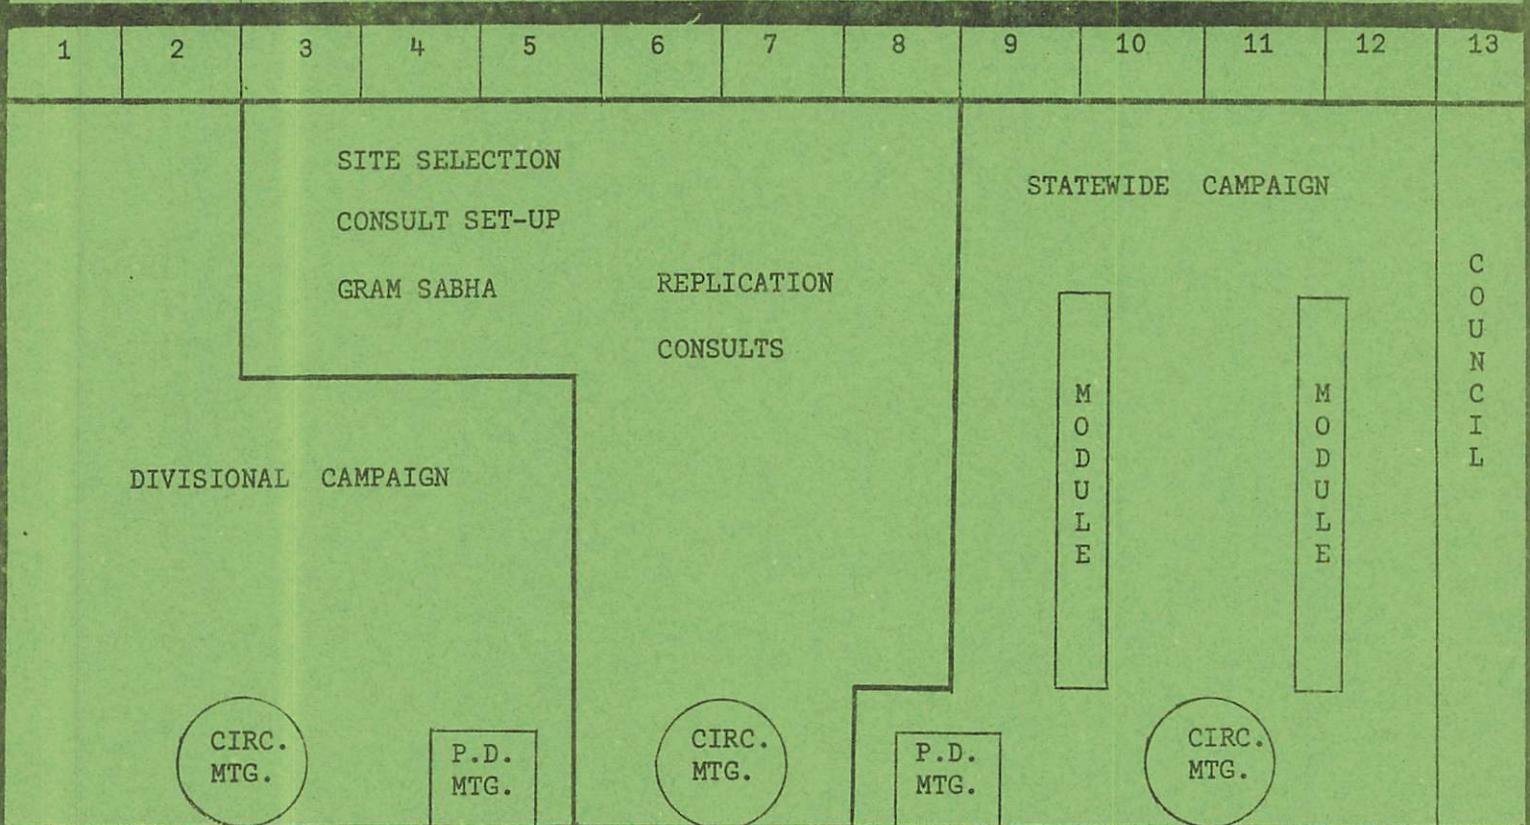 1 2 3 4 5 6 7 8 9 10 11 12 13
SITE SELECTION
CONSULT SET-UP
GRAM SABHA
REPLICATION
CONSULTS
STATEWIDE CAMPAIGN
DIVISIONAL CAMPAIGN
MODULE
MODULE
COUNCIL
CIRC.
MTG.
P.D.
MTG.
CIRC.
MTG.
P.D.
MTG.
CIRC.
MTG.